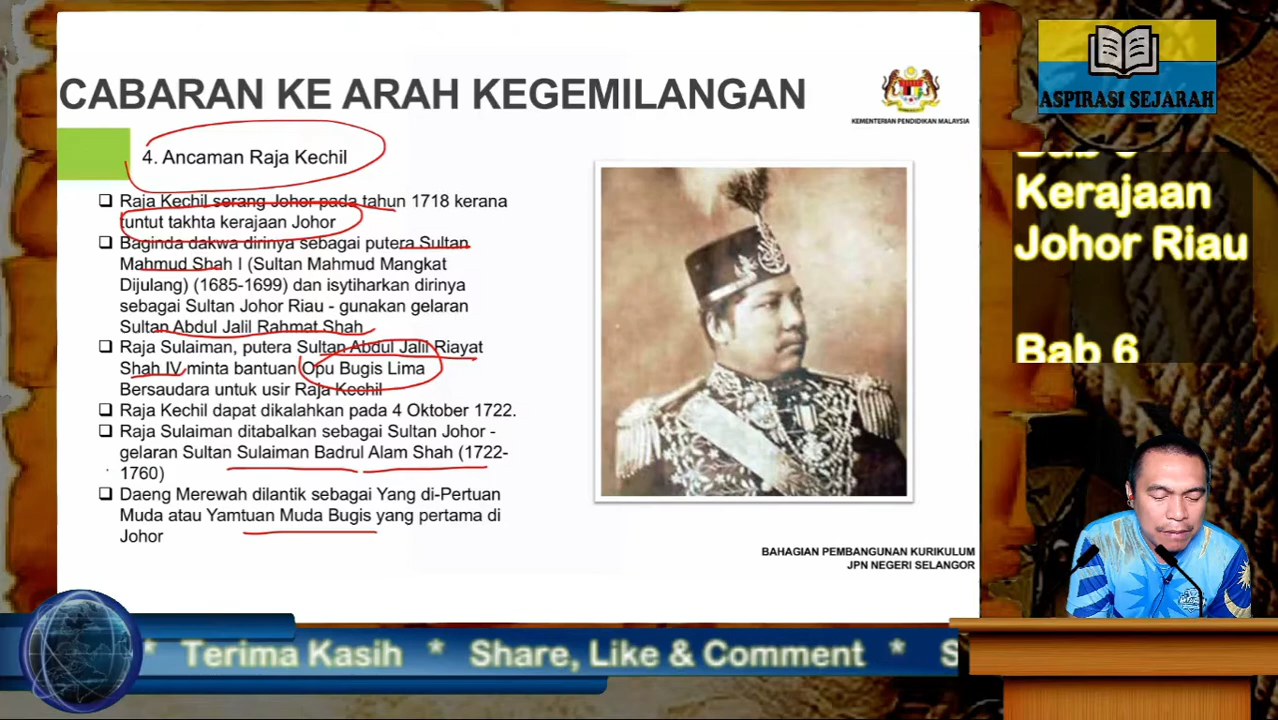 CABARAN KE ARAH KEGEMILANGAN
KEMENTERIAN PENDIDIKAN MALAYSIA
4. Ancaman Raja Kechil
Raja Kechil serang Johor pada tahun 1718 kerana
tuntut takhta kerajaan Johor
Baginda dakwa dirinya sebagai putera Sultan
Mahmud Shah I (Sultan Mahmud Mangkat
Dijulang) (1685-1699) dan isytiharkan dirinya
sebagai Sultan Johor Riau - gunakan gelaran
Sultan Abdul Jalil Rahmat Shah
Raja Sulaiman, putera Sultan Abdul Jalil Riayat
Shah IV minta bantuan Opu Bugis Lima
Bersaudara untuk usir Raja Kechil
Raja Kechil dapat dikalahkan pada 4 Oktober 1722.
Raja Sulaiman ditabalkan sebagai Sultan Johor -
gelaran Sultan Sulaiman Badrul Alam Shah (1722-
1760)
Daeng Merewah dilantik sebagai Yang di-Pertuan
Muda atau Yamtuan Muda Bugis yang pertama di
Johor
BAHAGIAN PEMBANGUNAN KURIKULUM
JPN NEGERI SELANGOR
ASPIRASI SEJARAH
Kerajaan
Johor Riau
Bab 6
* Terima Kasih * Share, Like & Comment * S